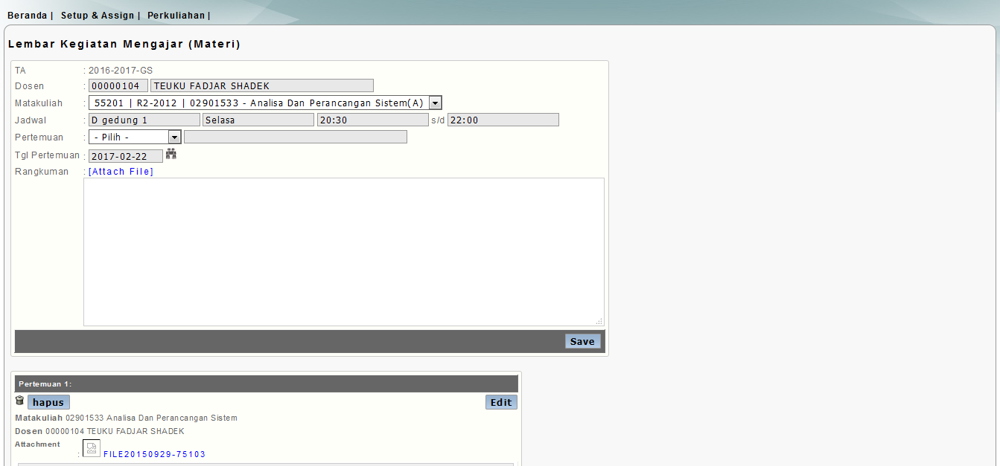 Beranda | Setup & Assign | Perkuliahan |
Lembar Kegiatan Mengajar (Materi)
TA : 2016-2017-GS
Dosen : 00000104 TEUKU FADJAR SHADEK
Matakuliah : 55201 | R2-2012 | 02901533 - Analisa Dan Perancangan Sistem(A)
Jadwal : D gedung 1 Selasa 20:30 s/d 22:00
Pertemuan : - Pilih -
Tgl Pertemuan : 2017-02-22
Rangkuman : [Attach File]
Save
Pertemuan 1:
hapus Edit
Matakuliah 02901533 Analisa Dan Perancangan Sistem
Dosen 00000104 TEUKU FADJAR SHADEK
Attachment
: FILE20150929-75103